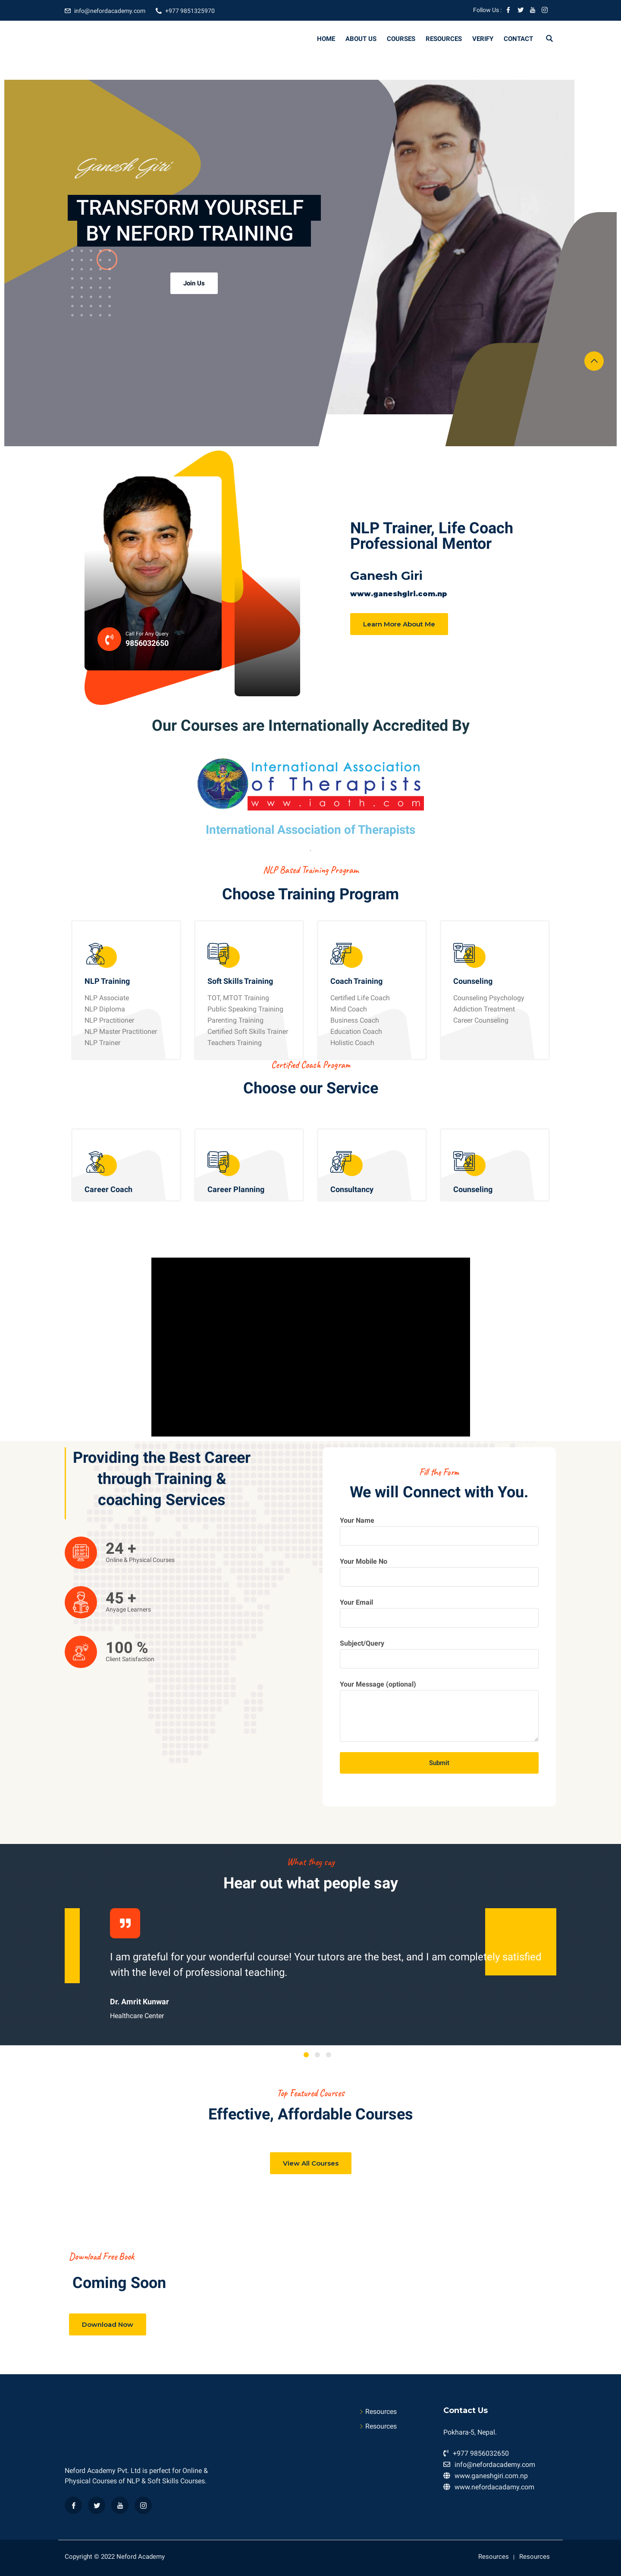 info@nefordacademy.com +977 9851325970 Follow Us :
HOME ABOUT US COURSES RESOURCES VERIFY CONTACT
Ganesh Giri
TRANSFORM YOURSELF
BY NEFORD TRAINING
Join Us
NLP Trainer, Life Coach
Professional Mentor
Ganesh Giri
www.ganeshgiri.com.np
Learn More About Me
Call For Any Query
9856032650
Our Courses are Internationally Accredited By
International Association
of Therapists
www.iaoth.com
International Association of Therapists
NLP Based Training Program
Choose Training Program
NLP Training
NLP Associate
NLP Diploma
NLP Practitioner
NLP Master Practitioner
NLP Trainer
Soft Skills Training
TOT, MTOT Training
Public Speaking Training
Parenting Training
Certified Soft Skills Trainer
Teachers Training
Coach Training
Certified Life Coach
Mind Coach
Business Coach
Education Coach
Holistic Coach
Counseling
Counseling Psychology
Addiction Treatment
Career Counseling
Certified Coach Program
Choose our Service
Career Coach
Career Planning
Consultancy
Counseling
Providing the Best Career
through Training &
coaching Services
24 +
Online & Physical Courses
45 +
Anyage Learners
100 %
Client Satisfaction
Fill the Form
We will Connect with You.
Your Name
Your Mobile No
Your Email
Subject/Query
Your Message (optional)
Submit
What they say
Hear out what people say
I am grateful for your wonderful course! Your tutors are the best, and I am completely satisfied
with the level of professional teaching.
Dr. Amrit Kunwar
Healthcare Center
Top Featured Courses
Effective, Affordable Courses
View All Courses
Download Free Book
Coming Soon
Download Now
Neford Academy Pvt. Ltd is perfect for Online &
Physical Courses of NLP & Soft Skills Courses.
Resources
Resources
Contact Us
Pokhara-5, Nepal.
+977 9856032650
info@nefordacademy.com
www.ganeshgiri.com.np
www.nefordacadamy.com
Copyright © 2022 Neford Academy
Resources | Resources